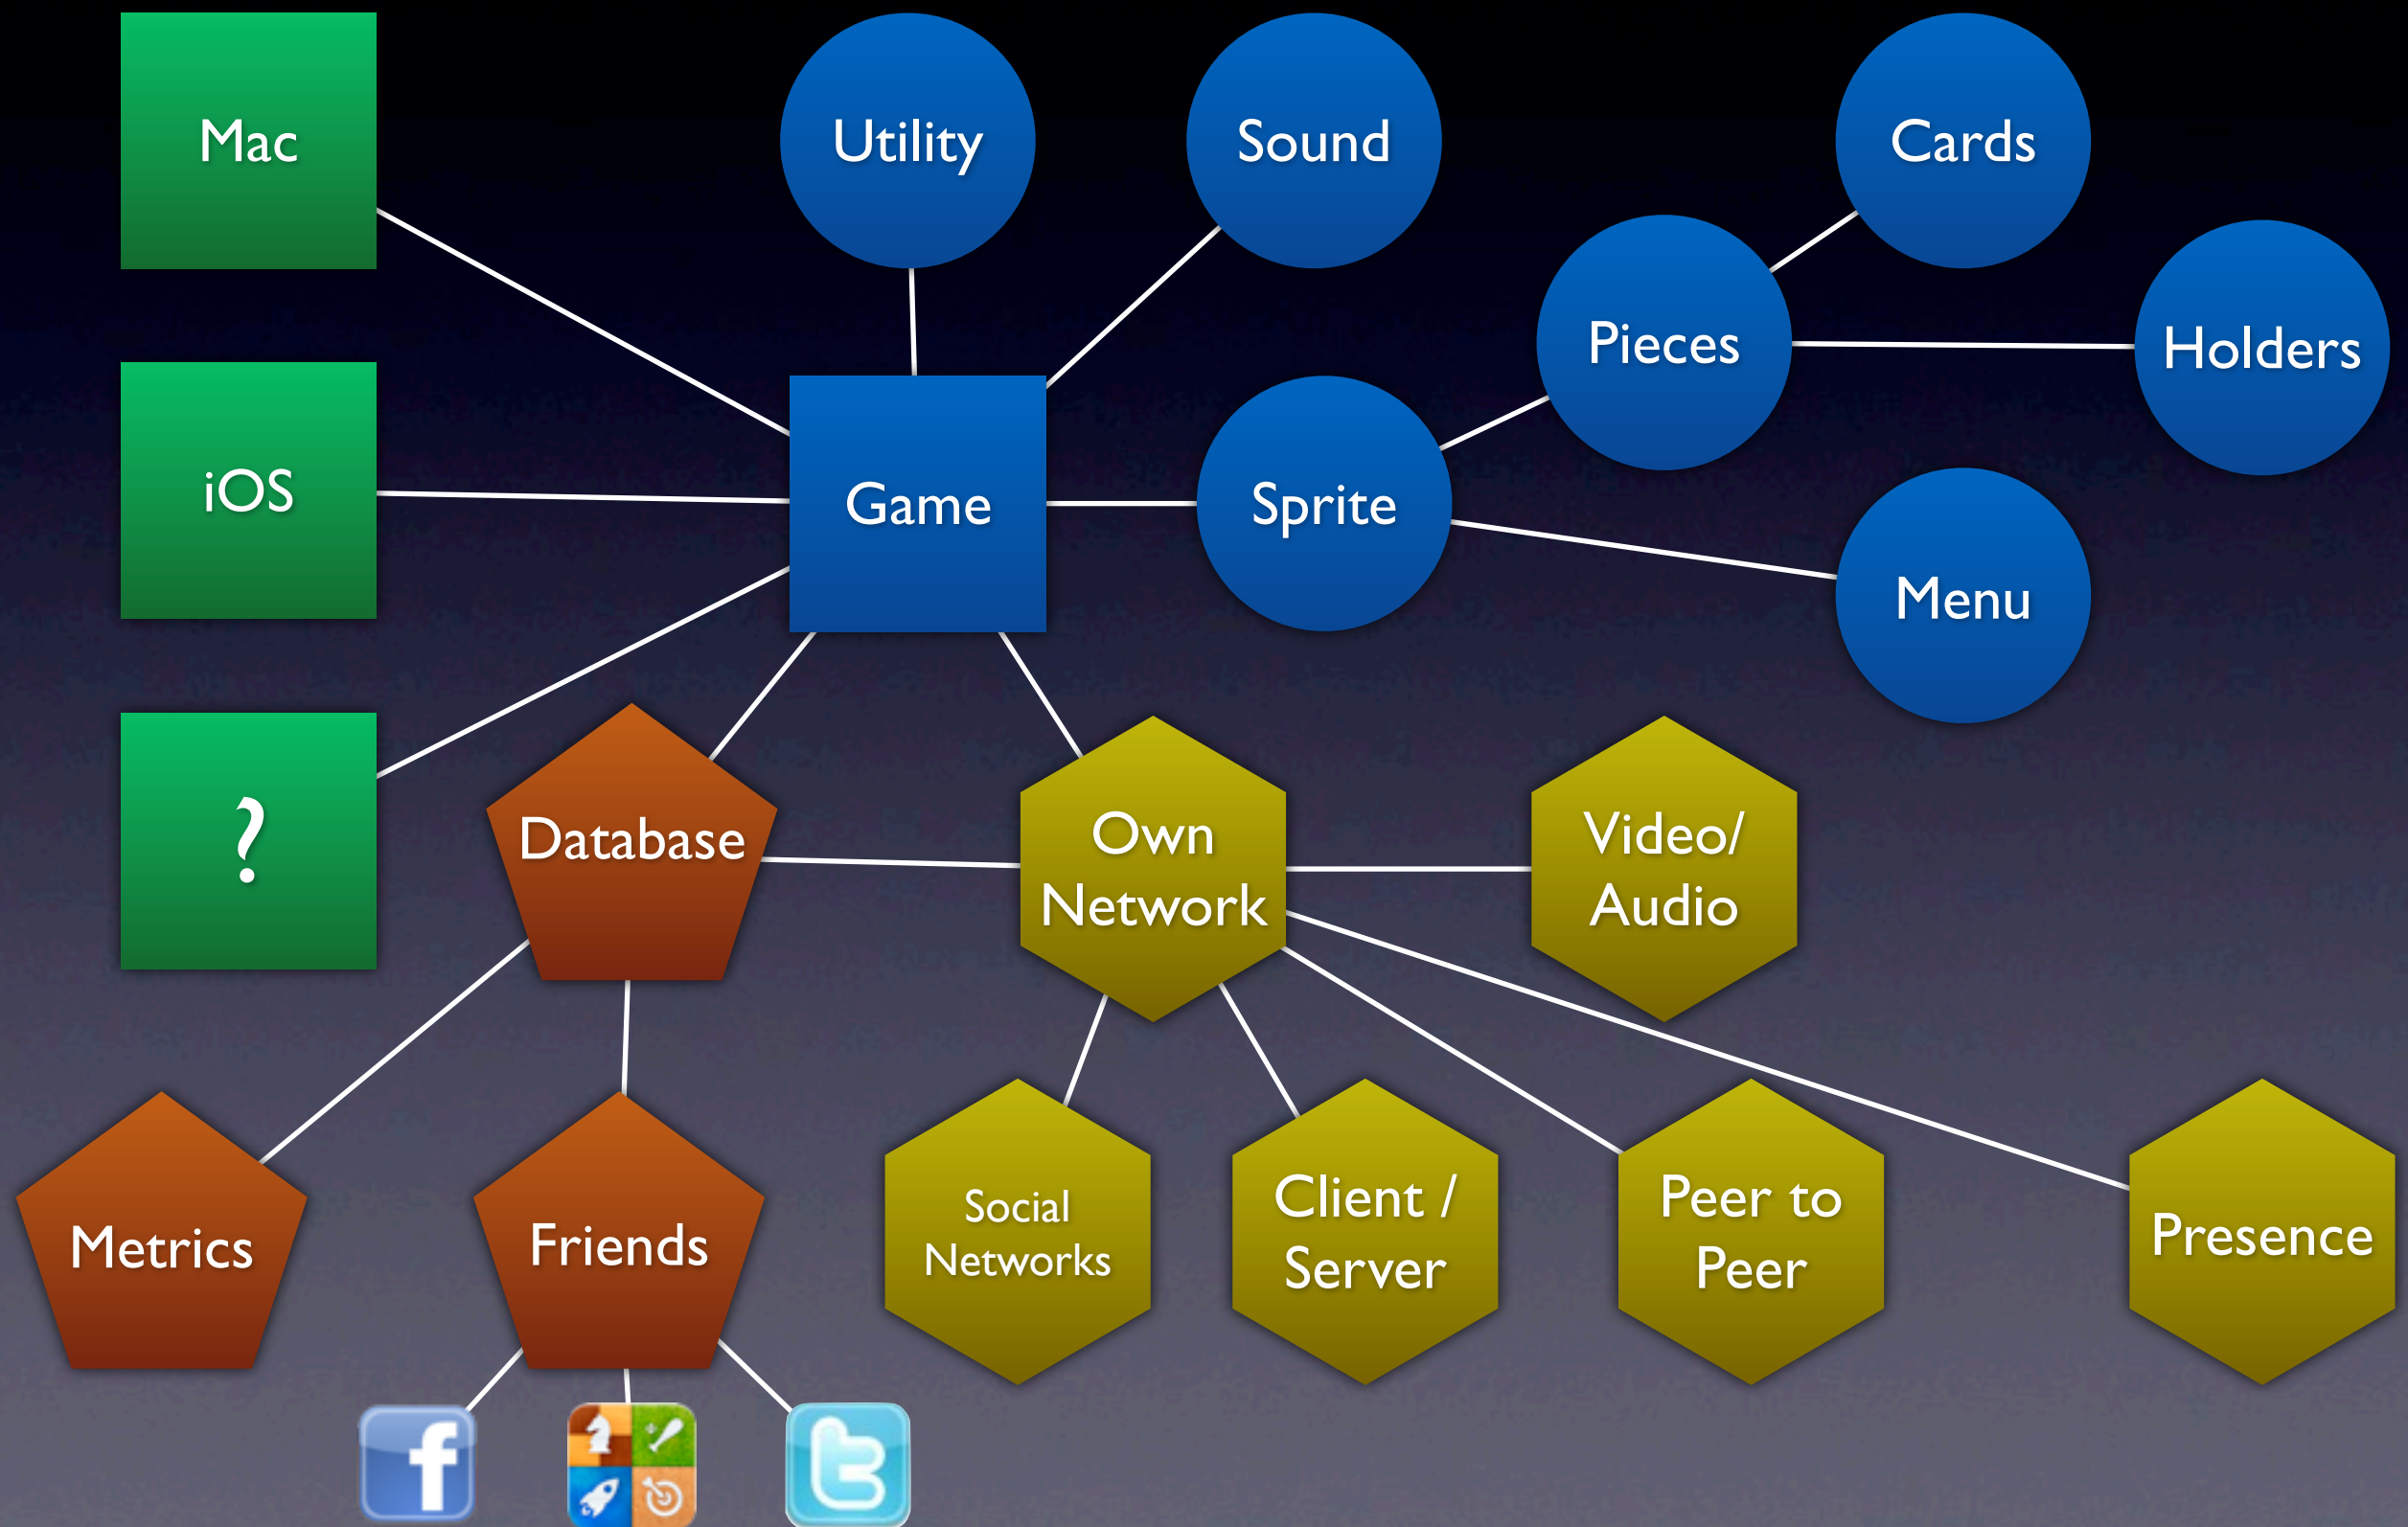 Mac
Utility
Sound
Cards
Pieces
Holders
iOS
Game
Sprite
Menu
?
Database
Own
Network
Video/
Audio
Metrics
Friends
Social
Networks
Client /
Server
Peer to
Peer
Presence
f
t